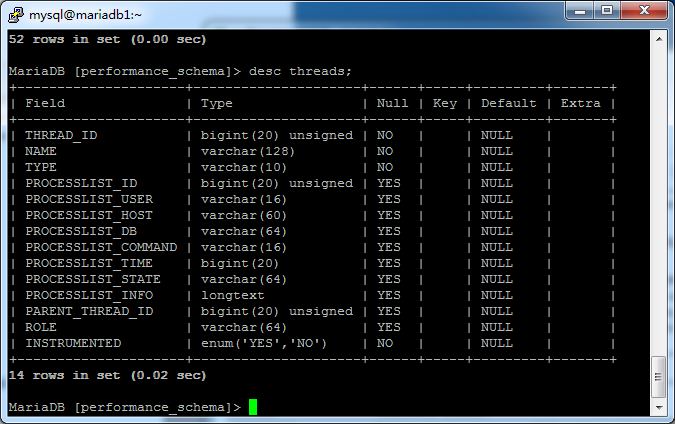 mysql@mariadb1:~
52 rows in set (0.00 sec)
MariaDB [performance_schema]> desc threads;
+---------------------+---------------------+------+-----+---------+-------+
| Field               | Type                | Null | Key | Default | Extra |
+---------------------+---------------------+------+-----+---------+-------+
| THREAD_ID           | bigint(20) unsigned | NO   |     | NULL    |       |
| NAME                | varchar(128)        | NO   |     | NULL    |       |
| TYPE                | varchar(10)         | NO   |     | NULL    |       |
| PROCESSLIST_ID      | bigint(20) unsigned | YES  |     | NULL    |       |
| PROCESSLIST_USER    | varchar(16)         | YES  |     | NULL    |       |
| PROCESSLIST_HOST    | varchar(60)         | YES  |     | NULL    |       |
| PROCESSLIST_DB      | varchar(64)         | YES  |     | NULL    |       |
| PROCESSLIST_COMMAND | varchar(16)         | YES  |     | NULL    |       |
| PROCESSLIST_TIME    | bigint(20)          | YES  |     | NULL    |       |
| PROCESSLIST_STATE   | varchar(64)         | YES  |     | NULL    |       |
| PROCESSLIST_INFO    | longtext            | YES  |     | NULL    |       |
| PARENT_THREAD_ID    | bigint(20) unsigned | YES  |     | NULL    |       |
| ROLE                | varchar(64)         | YES  |     | NULL    |       |
| INSTRUMENTED        | enum('YES','NO')    | NO   |     | NULL    |       |
+---------------------+---------------------+------+-----+---------+-------+
14 rows in set (0.02 sec)
MariaDB [performance_schema]>